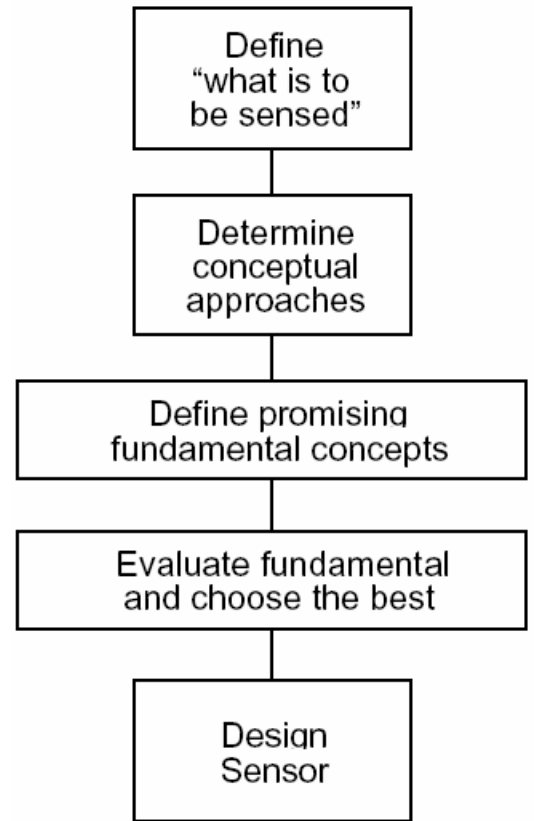 Define
“what is to
be sensed”
Determine
conceptual
approaches
Define promising
fundamental concepts
Evaluate fundamental
and choose the best
Design
Sensor